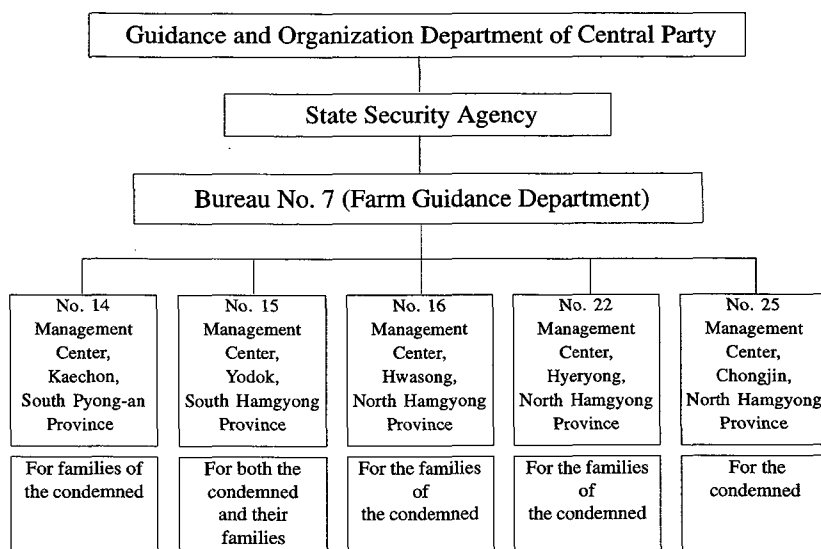 Guidance and Organization Department of Central Party
State Security Agency
Bureau No. 7 (Farm Guidance Department)
No. 14
Management
Center,
Kaechon,
South Pyong-an
Province
No. 15
Management
Center,
Yodok,
South Hamgyong
Province
No. 16
Management
Center,
Hwasong,
North Hamgyong
Province
No. 22
Management
Center,
Hyeryong,
North Hamgyong
Province
No. 25
Management
Center,
Chongjin,
North Hamgyong
Province
For families of
the condemned
For both the
condemned
and their
families
For the families
of
the condemned
For the families
of
the condemned
For the
condemned